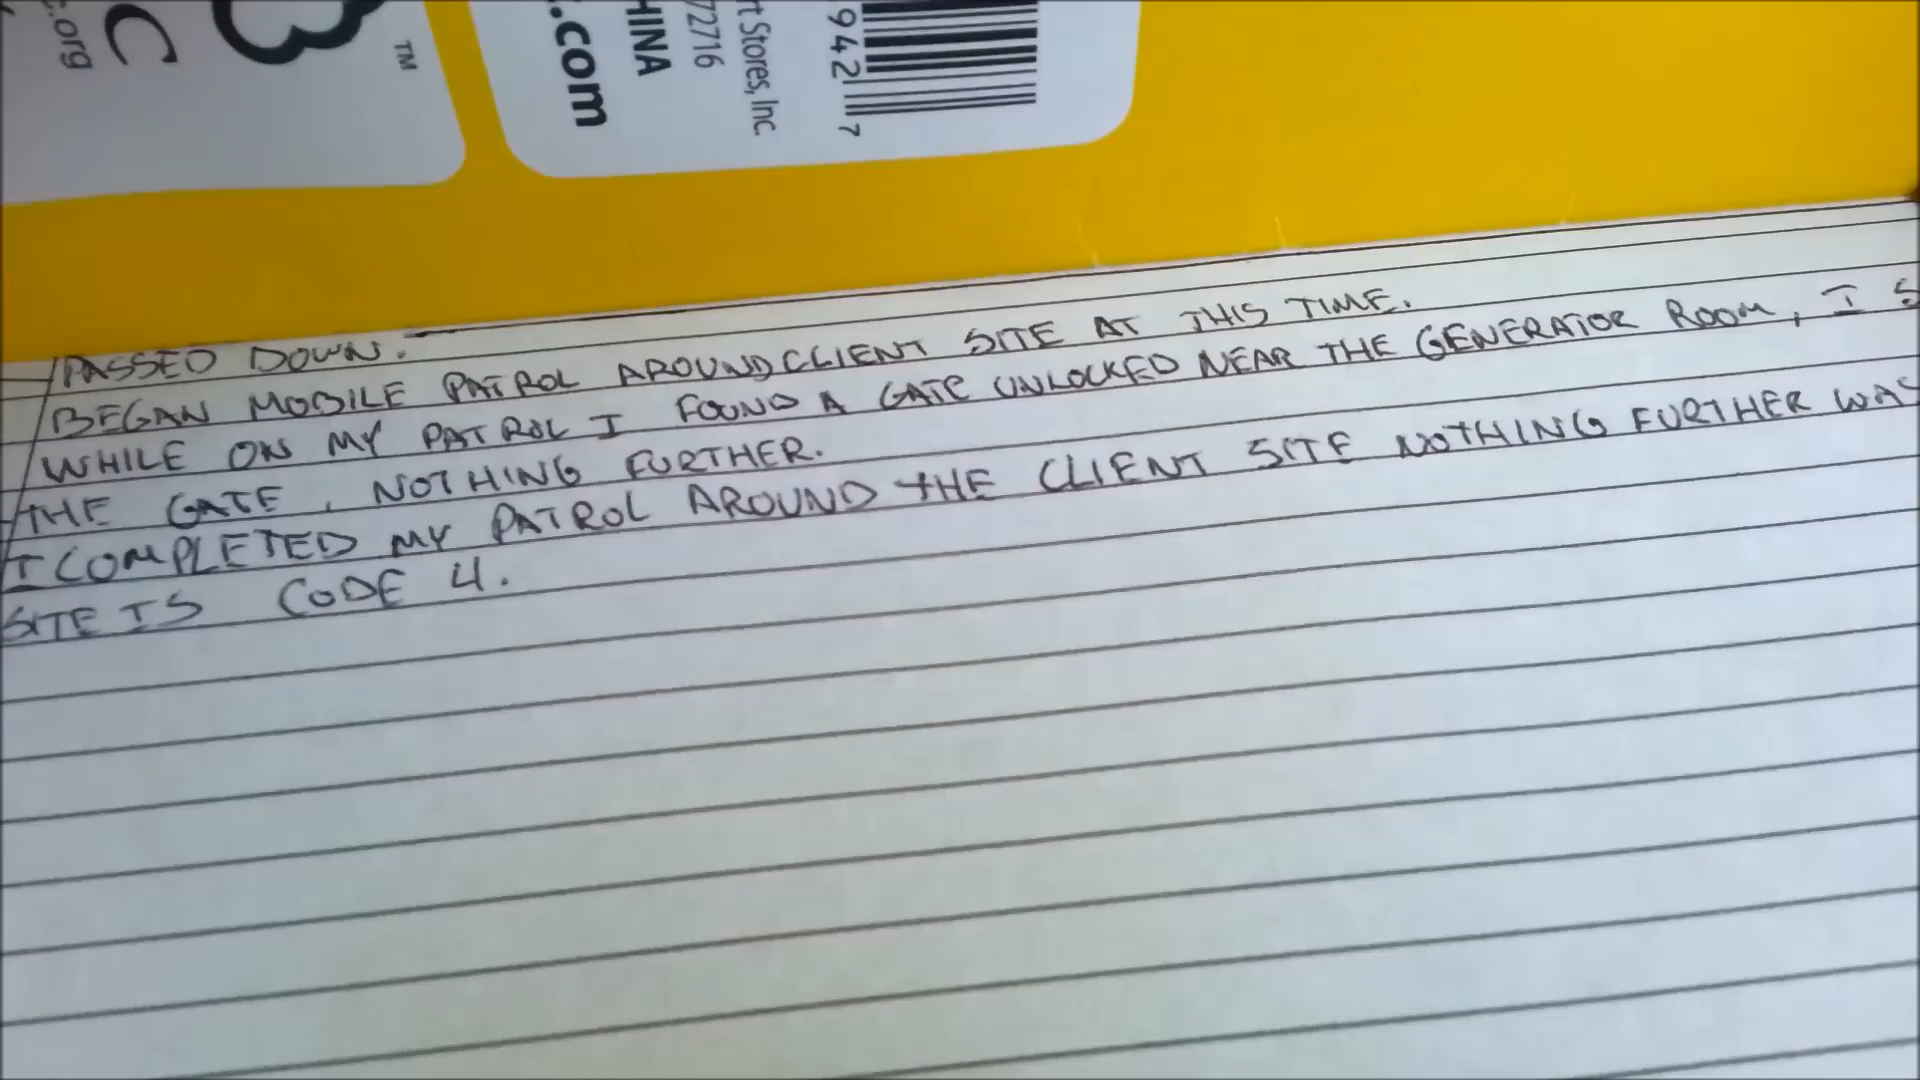 c.org
C
TM
.com
HINA
72716
rt Stores, Inc.
942
7
PASSED DOWN.
BEGAN MOBILE PATROL AROUND CLIENT SITE AT THIS TIME.
WHILE ON MY PATROL I FOUND A GATE UNLOCKED NEAR THE GENERATOR ROOM, I S
THE GATE, NOTHING FURTHER.
I COMPLETED MY PATROL AROUND THE CLIENT SITE NOTHING FURTHER WAS
SITE IS CODE 4.